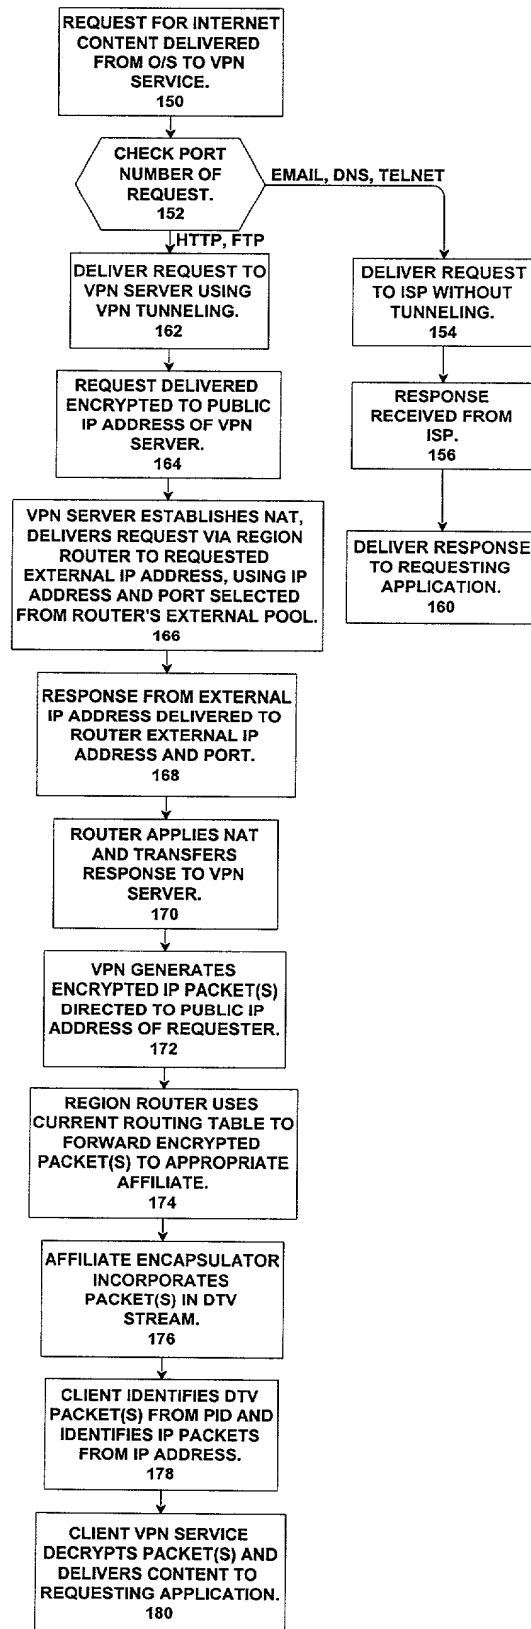 REQUEST FOR INTERNET
CONTENT DELIVERED
FROM O/S TO VPN
SERVICE.
150
CHECK PORT
NUMBER OF
REQUEST.
152
EMAIL, DNS, TELNET
HTTP, FTP
DELIVER REQUEST TO
VPN SERVER USING
VPN TUNNELING.
162
DELIVER REQUEST
TO ISP WITHOUT
TUNNELING.
154
REQUEST DELIVERED
ENCRYPTED TO PUBLIC
IP ADDRESS OF VPN
SERVER.
164
RESPONSE
RECEIVED FROM
ISP.
156
VPN SERVER ESTABLISHES NAT,
DELIVERS REQUEST VIA REGION
ROUTER TO REQUESTED
EXTERNAL IP ADDRESS, USING IP
ADDRESS AND PORT SELECTED
FROM ROUTER'S EXTERNAL POOL.
166
DELIVER RESPONSE
TO REQUESTING
APPLICATION.
160
RESPONSE FROM EXTERNAL
IP ADDRESS DELIVERED TO
ROUTER EXTERNAL IP
ADDRESS AND PORT.
168
ROUTER APPLIES NAT
AND TRANSFERS
RESPONSE TO VPN
SERVER.
170
VPN GENERATES
ENCRYPTED IP PACKET(S)
DIRECTED TO PUBLIC IP
ADDRESS OF REQUESTER.
172
REGION ROUTER USES
CURRENT ROUTING TABLE TO
FORWARD ENCRYPTED
PACKET(S) TO APPROPRIATE
AFFILIATE.
174
AFFILIATE ENCAPSULATOR
INCORPORATES
PACKET(S) IN DTV
STREAM.
176
CLIENT IDENTIFIES DTV
PACKET(S) FROM PID AND
IDENTIFIES IP PACKETS
FROM IP ADDRESS.
178
CLIENT VPN SERVICE
DECRYPTS PACKET(S) AND
DELIVERS CONTENT TO
REQUESTING APPLICATION.
180